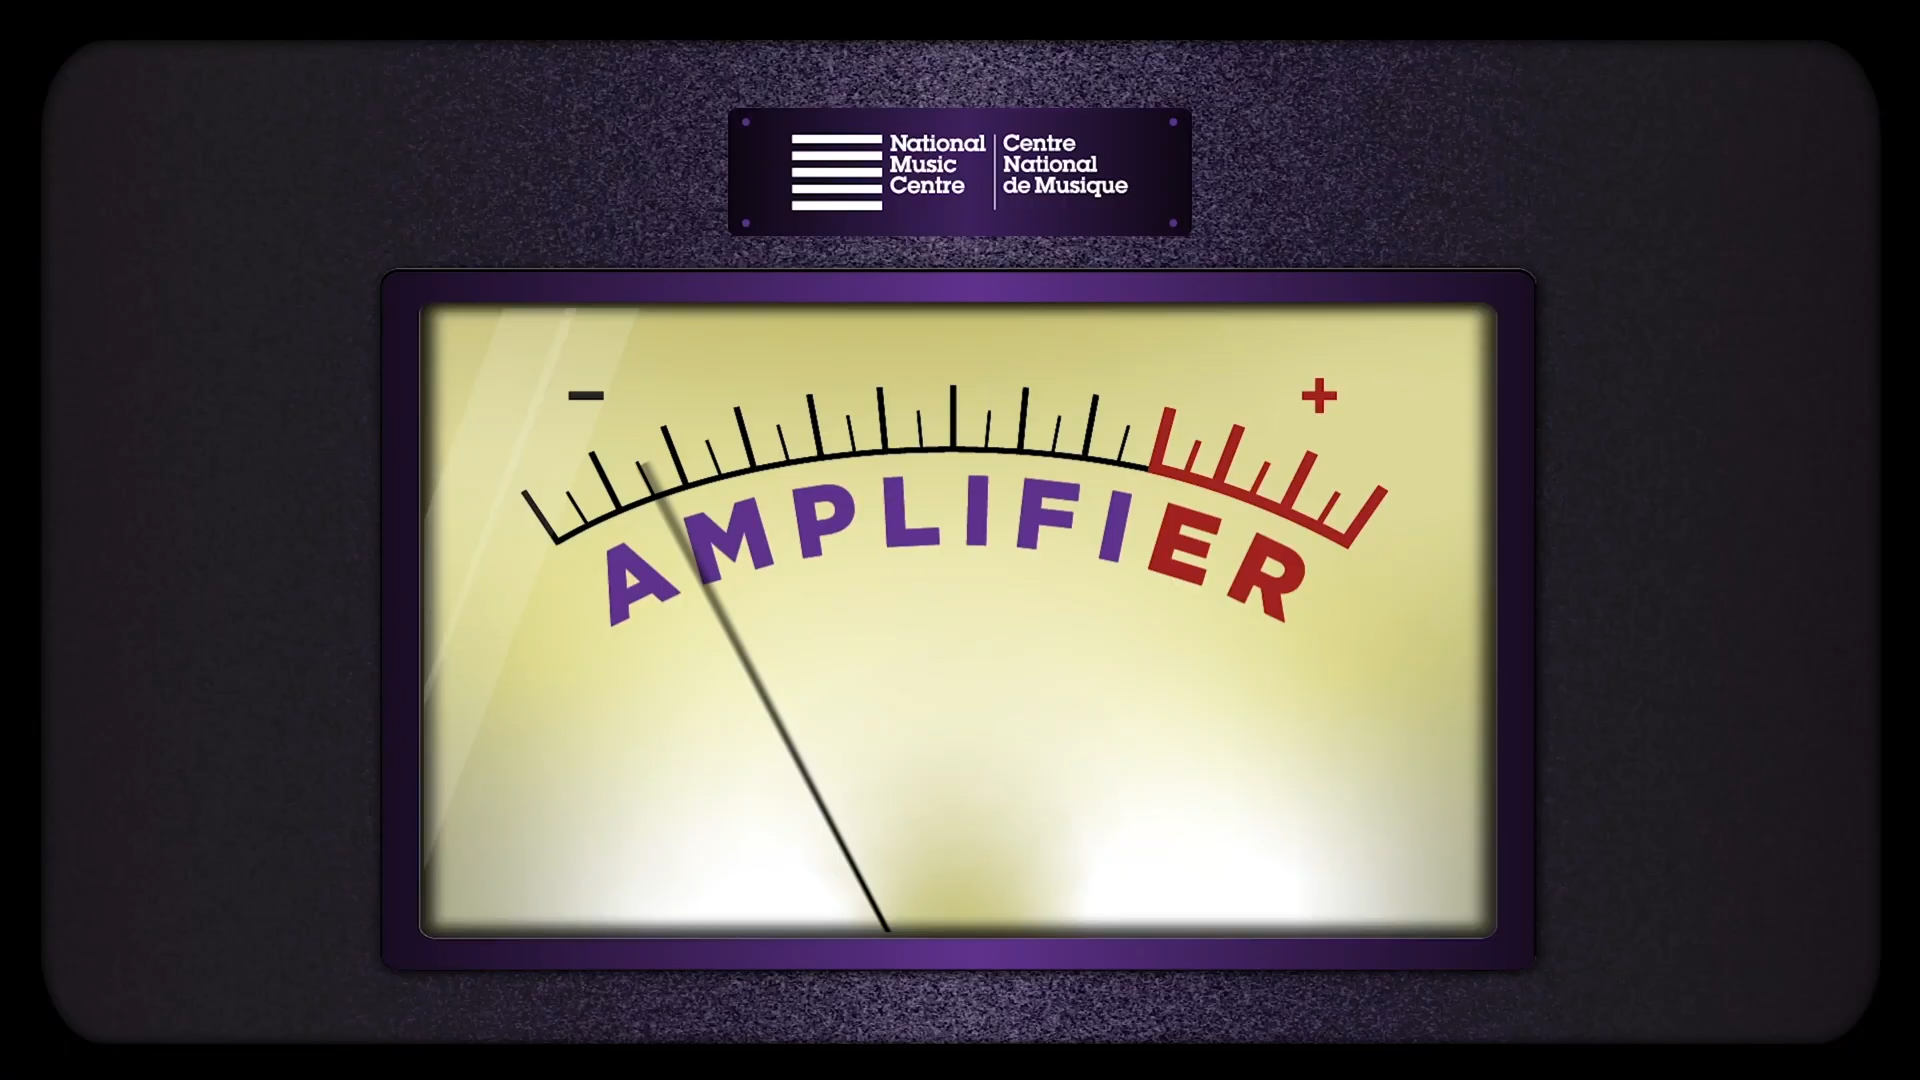 National
Music
Centre
Centre
National
de Musique
–
+
AMPLIFIER